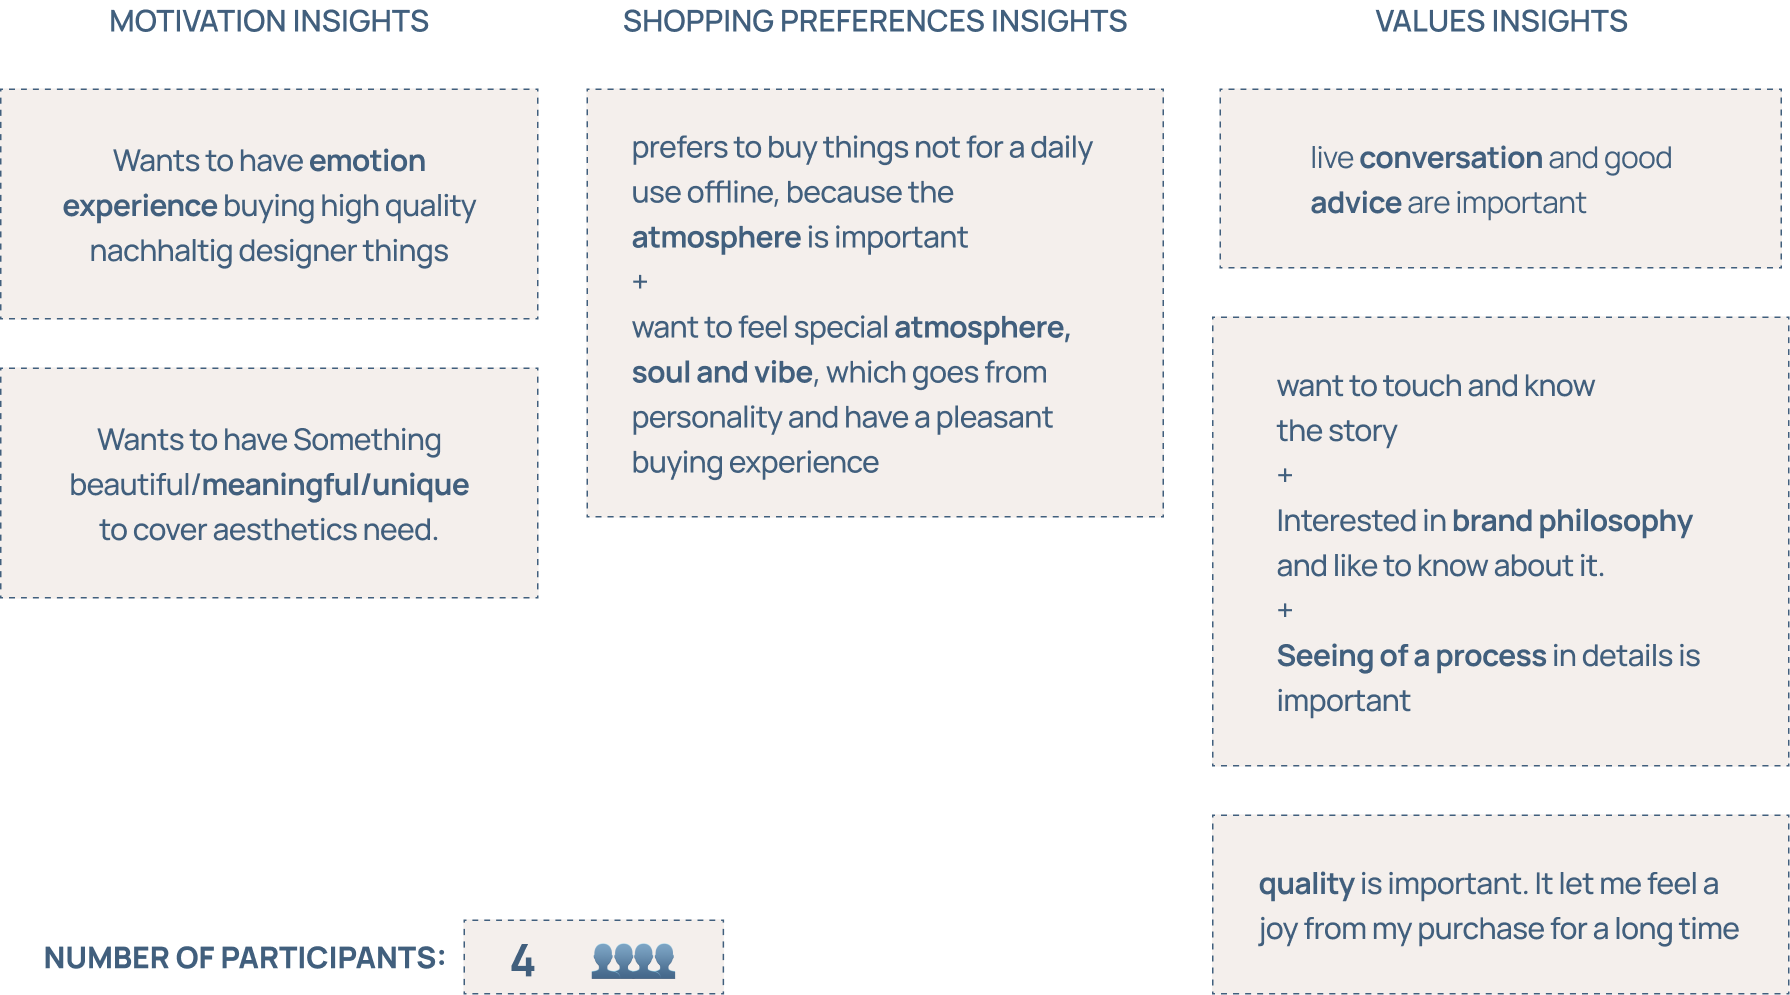 MOTIVATION INSIGHTS
Wants to have emotion
experience buying high quality
nachhaltig designer things
Wants to have Something
beautiful/meaningful/unique
to cover aesthetics need.
SHOPPING PREFERENCES INSIGHTS
prefers to buy things not for a daily
use offline, because the
atmosphere is important
+
want to feel special atmosphere,
soul and vibe, which goes from
personality and have a pleasant
buying experience
VALUES INSIGHTS
live conversation and good
advice are important
want to touch and know
the story
+
Interested in brand philosophy
and like to know about it.
+
Seeing of a process in details is
important
quality is important. It let me feel a
joy from my purchase for a long time
NUMBER OF PARTICIPANTS:
4